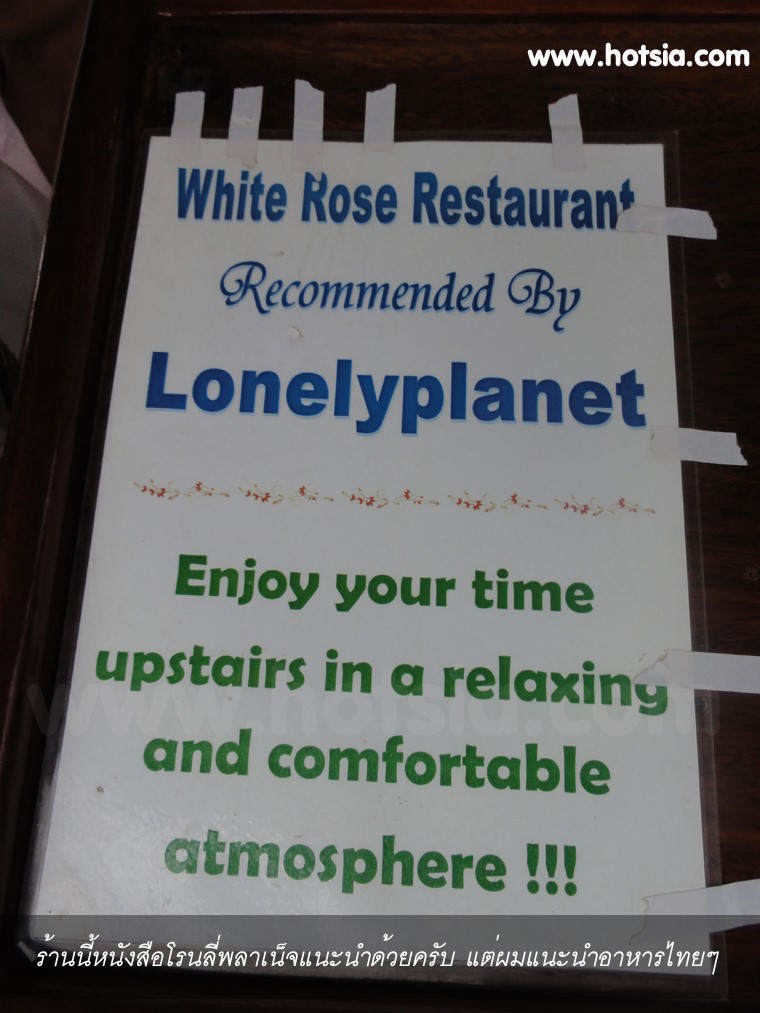 www.hotsia.com
White Rose Restaurant
Recommended By
Lonelyplanet
Enjoy your time
upstairs in a relaxing
www.hotsia.com
and comfortable
atmosphere !!!
ร้านนี้หนังสือโรนลี่พลาเน็จแนะนำด้วยครับ แต่ผมแนะนำอาหารไทยๆ